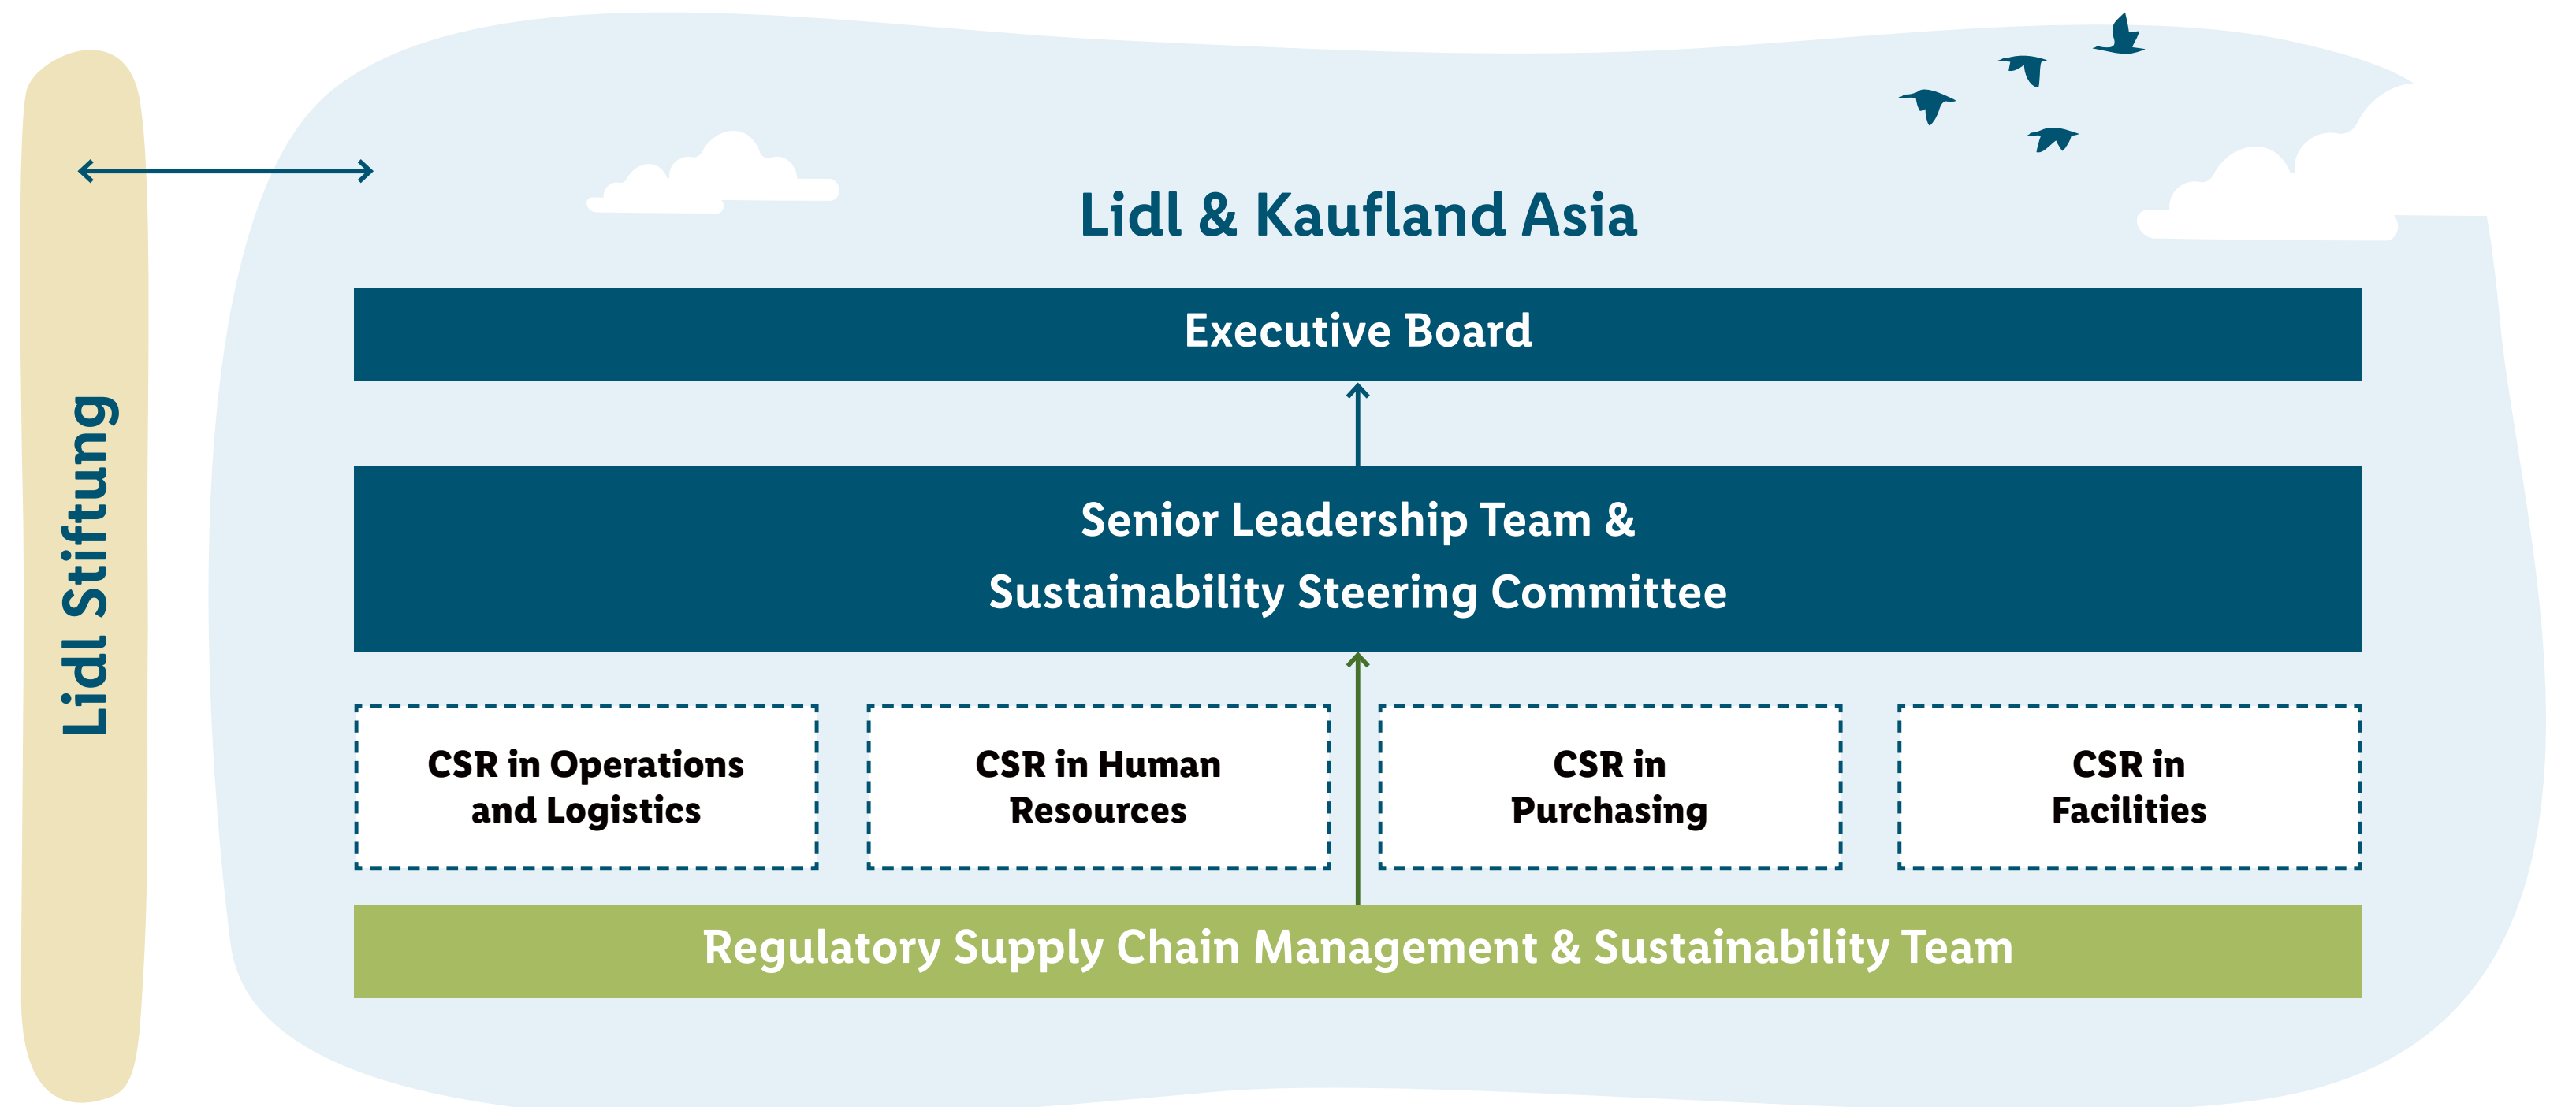 Lidl Stiftung
Lidl & Kaufland Asia
Executive Board
Senior Leadership Team &
Sustainability Steering Committee
CSR in Operations
and Logistics
CSR in Human
Resources
CSR in
Purchasing
CSR in
Facilities
Regulatory Supply Chain Management & Sustainability Team